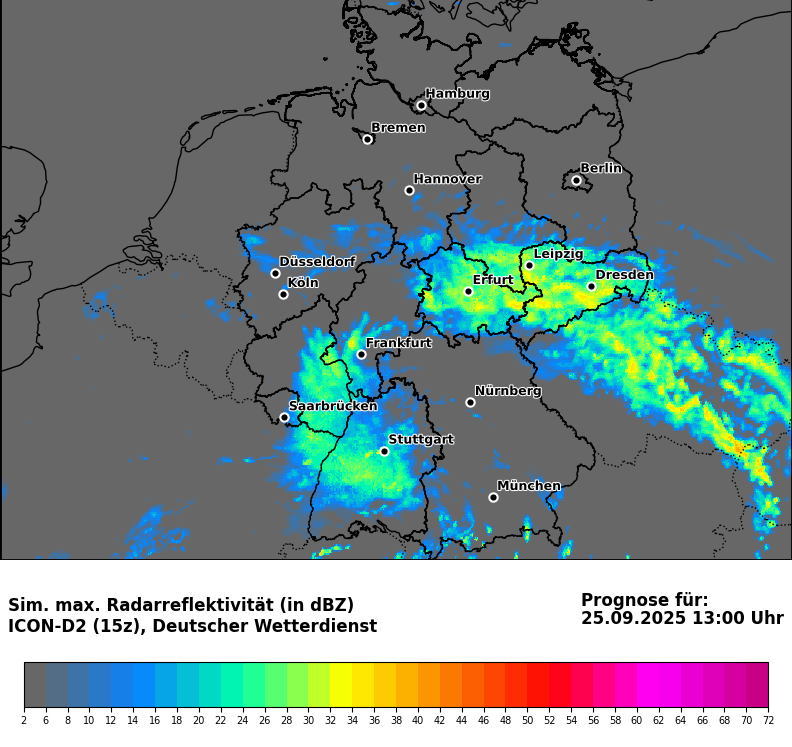 Hamburg
Bremen
Berlin
Hannover
Leipzig
Düsseldorf
Dresden
Köln
Erfurt
Frankfurt
Nürnberg
Saarbrücken
Stuttgart
München
Sim. max. Radarreflektivität (in dBZ)
ICON-D2 (15z), Deutscher Wetterdienst
Prognose für:
25.09.2025 13:00 Uhr
2 6 8 10 12 14 16 18 20 22 24 26 28 30 32 34 36 38 40 42 44 46 48 50 52 54 56 58 60 62 64 66 68 70 72